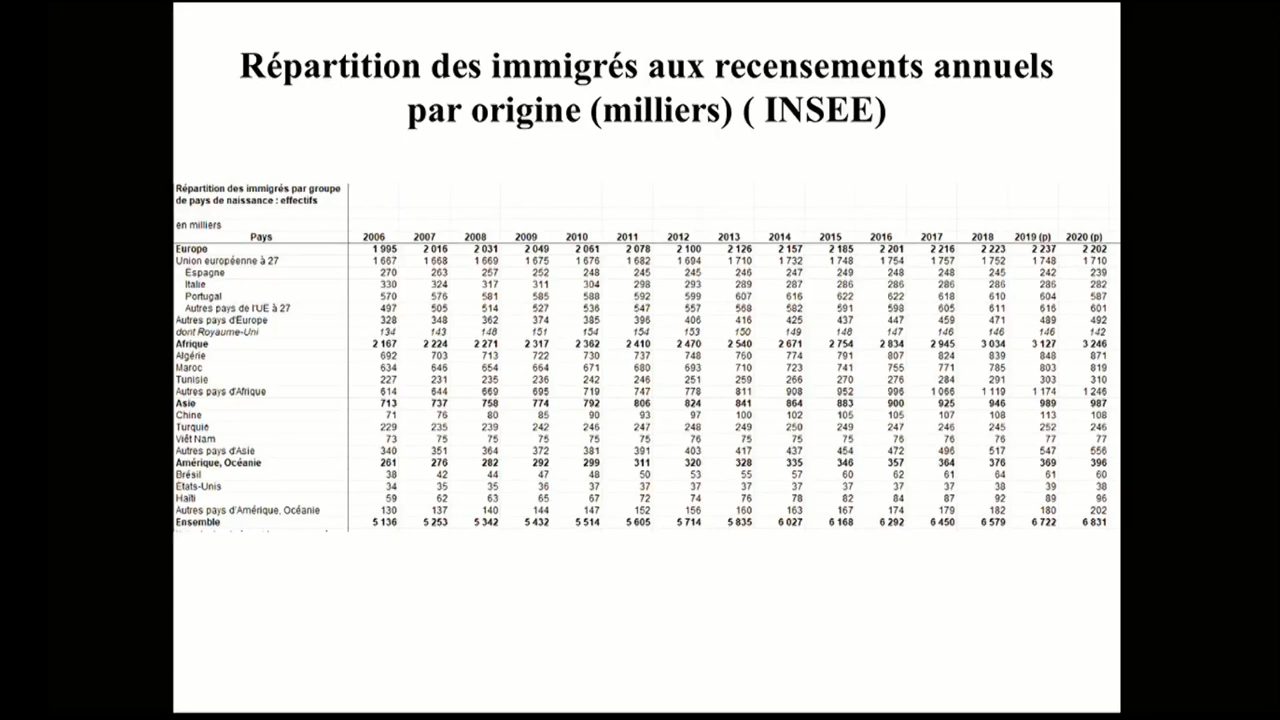 Répartition des immigrés aux recensements annuels
par origine (milliers) ( INSEE)
Répartition des immigrés par groupe
de pays de naissance : effectifs
en milliers
Pays 2006 2007 2008 2009 2010 2011 2012 2013 2014 2015 2016 2017 2018 2019 (p) 2020 (p)
Europe 1 995 2 016 2 031 2 049 2 061 2 078 2 100 2 126 2 157 2 185 2 201 2 216 2 223 2 237 2 202
Union européenne à 27 1 667 1 668 1 669 1 675 1 676 1 682 1 694 1 710 1 732 1 748 1 754 1 757 1 752 1 748 1 710
Espagne 270 263 257 252 248 245 245 246 247 249 248 248 245 242 239
Italie 330 324 317 311 304 298 293 289 287 286 286 286 286 286 282
Portugal 570 576 581 585 588 592 599 607 616 622 622 618 610 604 587
Autres pays de l'UE à 27 497 505 514 527 536 547 557 568 582 591 598 605 611 616 601
Autres pays d'Europe 328 348 362 374 385 396 406 416 425 437 447 459 471 489 492
dont Royaume-Uni 134 143 148 151 154 154 153 150 149 148 147 146 146 146 142
Afrique 2 167 2 224 2 271 2 317 2 362 2 410 2 470 2 540 2 671 2 754 2 834 2 945 3 034 3 127 3 246
Algérie 692 703 713 722 730 737 748 760 774 791 807 824 839 848 871
Maroc 634 646 654 664 671 680 693 710 723 741 755 771 785 803 819
Tunisie 227 231 235 236 242 246 251 259 266 270 276 284 291 303 310
Autres pays d'Afrique 614 644 669 695 719 747 778 811 908 952 996 1 066 1 119 1 174 1 246
Asie 713 737 758 774 792 806 824 841 864 883 900 925 946 989 987
Chine 71 76 80 85 90 93 97 100 102 105 105 107 108 113 108
Turquie 229 235 239 242 246 247 248 249 250 249 247 246 245 252 246
Viêt Nam 73 75 75 75 75 75 76 75 75 75 76 76 76 77 77
Autres pays d'Asie 340 351 364 372 381 391 403 417 437 454 472 496 517 547 556
Amérique, Océanie 261 276 282 292 299 311 320 328 335 346 357 364 376 369 396
Brésil 38 42 44 47 48 50 53 55 57 60 62 61 64 61 60
États-Unis 34 35 35 36 37 37 37 37 37 37 37 37 38 39 38
Haïti 59 62 63 65 67 72 74 76 78 82 84 87 92 89 96
Autres pays d'Amérique, Océanie 130 137 140 144 147 152 156 160 163 167 174 179 182 180 202
Ensemble 5 136 5 253 5 342 5 432 5 514 5 605 5 714 5 835 6 027 6 168 6 292 6 450 6 579 6 722 6 831